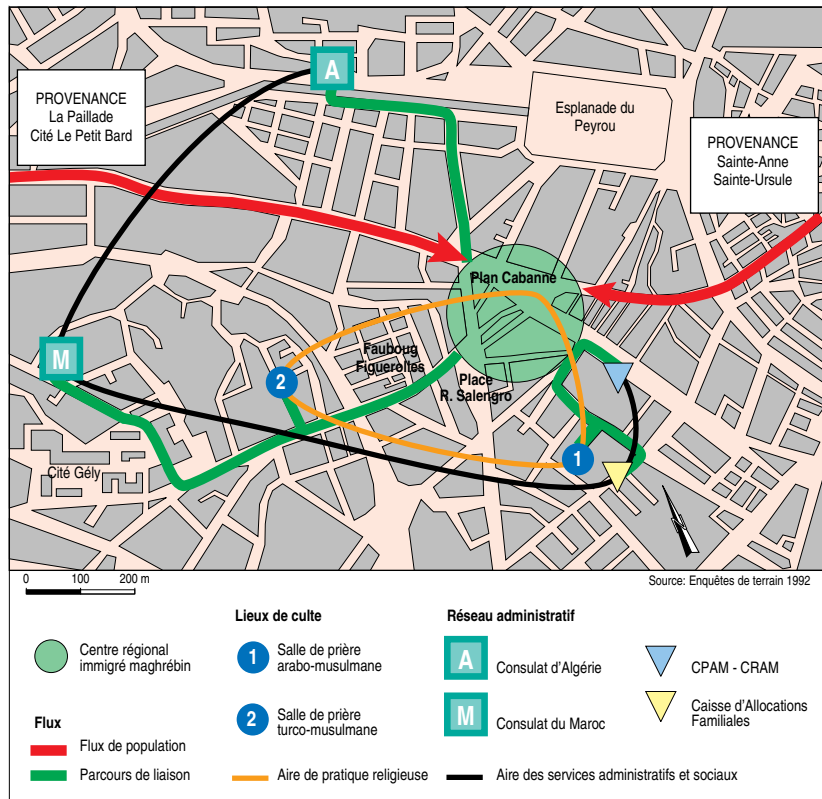 A
PROVENANCE
La Paillade
Cité Le Petit Bard
Esplanade du
Peyrou
PROVENANCE
Sainte-Anne
Sainte-Ursule
Plan Cabanne
M
Fauboug
Figuerolles
2
Place
R. Salengro
1
Cité Gély
0 100 200 m
Source: Enquêtes de terrain 1992
Lieux de culte
Réseau administratif
Centre régional
immigré maghrébin
1
Salle de prière
arabo-musulmane
A
Consulat d'Algérie
CPAM - CRAM
2
Salle de prière
turco-musulmane
M
Consulat du Maroc
Caisse d'Allocations
Familiales
Flux
Flux de population
Parcours de liaison
Aire de pratique religieuse
Aire des services administratifs et sociaux